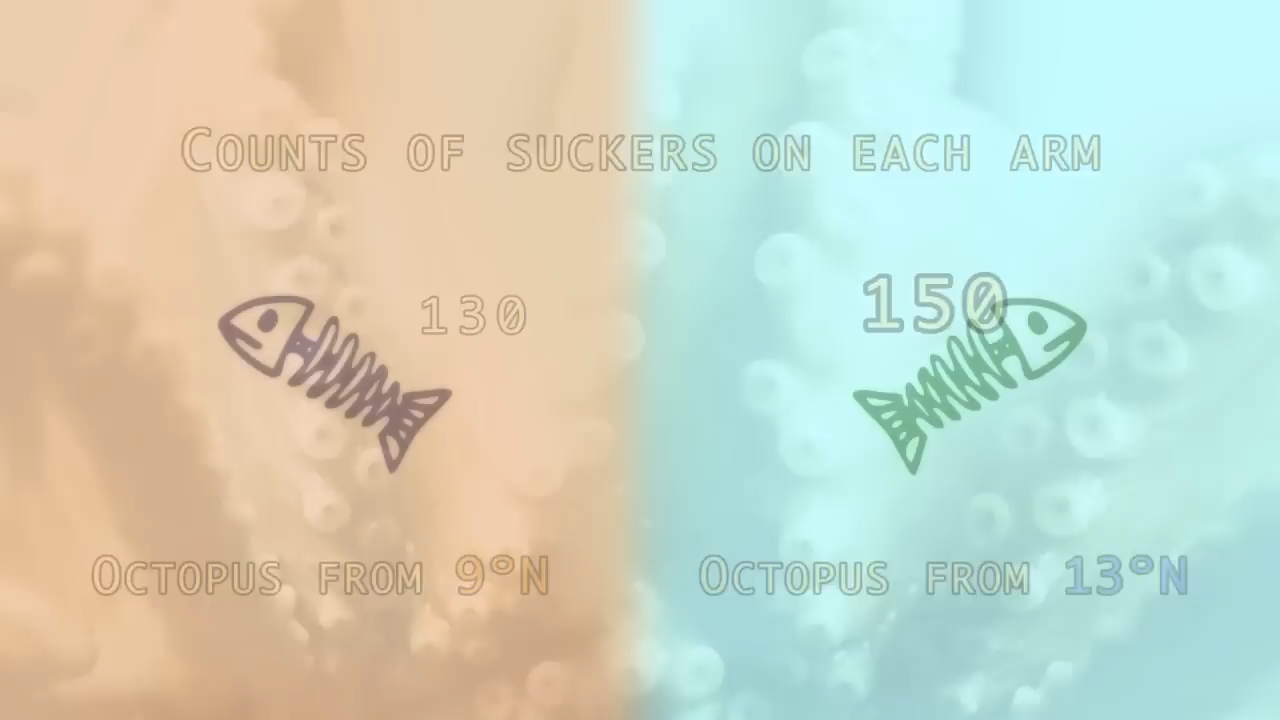 Counts of suckers on each arm
130
150
Octopus from 9°N
Octopus from 13°N